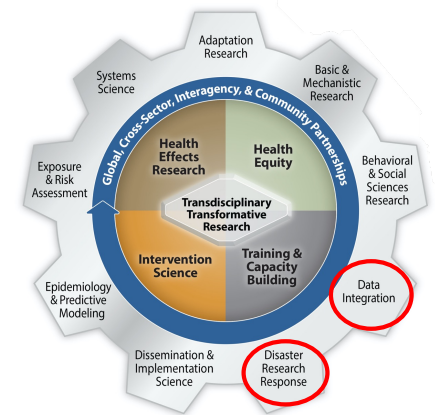 Adaptation
Research
Basic &
Mechanistic
Research
Behavioral
& Social
Sciences
Research
Data
Integration
Disaster
Research
Response
Dissemination &
Implementation
Science
Epidemiology
& Predictive
Modeling
Exposure
& Risk
Assessment
Systems
Science
Global, Cross-Sector, Interagency, & Community Partnerships
Health
Effects
Research
Health
Equity
Transdisciplinary
Transformative
Research
Intervention
Science
Training &
Capacity
Building